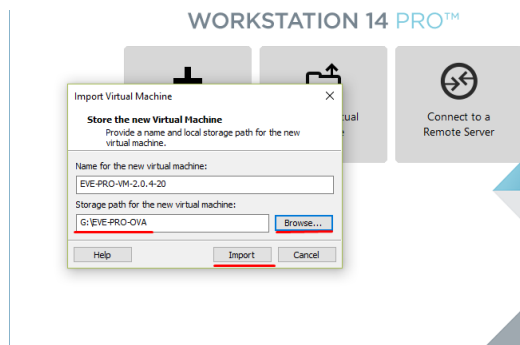 WORKSTATION 14 PRO™
Import Virtual Machine
Store the new Virtual Machine
Provide a name and local storage path for the new
virtual machine.
Name for the new virtual machine:
EVE-PRO-VM-2.0.4-20
Storage path for the new virtual machine:
G:\EVE-PRO-OVA
Browse...
Help
Import
Cancel
Connect to a
Remote Server